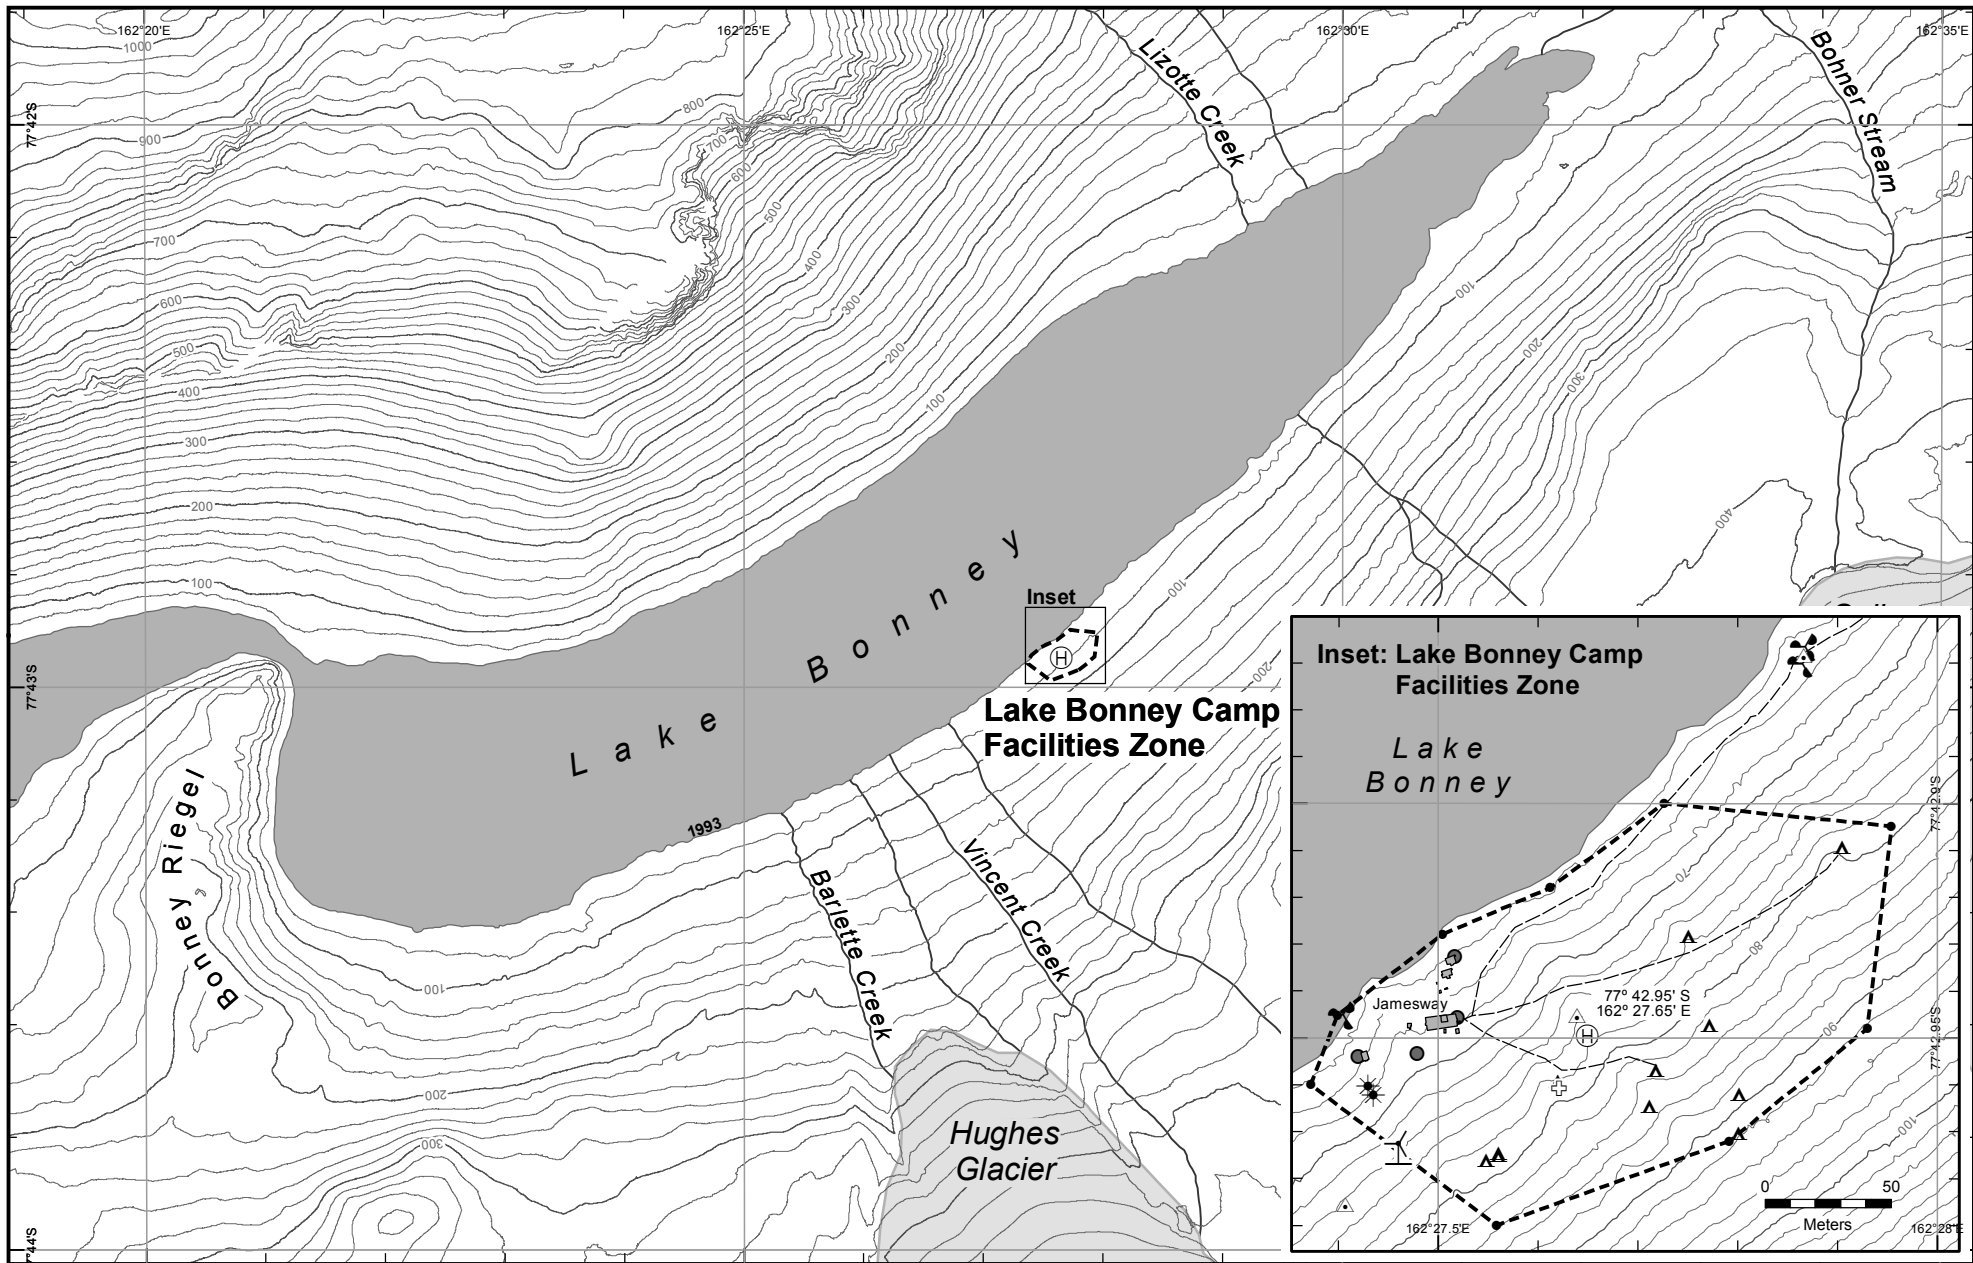 162°20'E
162°25'E
162°30'E
162°35'E
1000
900
800
700
600
500
400
300
200
100
77°42'S
700
600
500
400
300
200
100
Lizotte Creek
Bohner Stream
100
200
300
400
Lake Bonney
Inset
H
100
200
Lake Bonney Camp
Facilities Zone
77°43'S
Bonney Riegel
1993
Barlette Creek
Vincent Creek
100
200
300
Hughes
Glacier
77°44'S
Inset: Lake Bonney Camp
Facilities Zone
Lake
Bonney
77°42.9'S
70
80
90
100
Jamesway
77° 42.95' S
162° 27.65' E
H
77°42.95'S
0 50
Meters
162°27.5'E
162°28'E